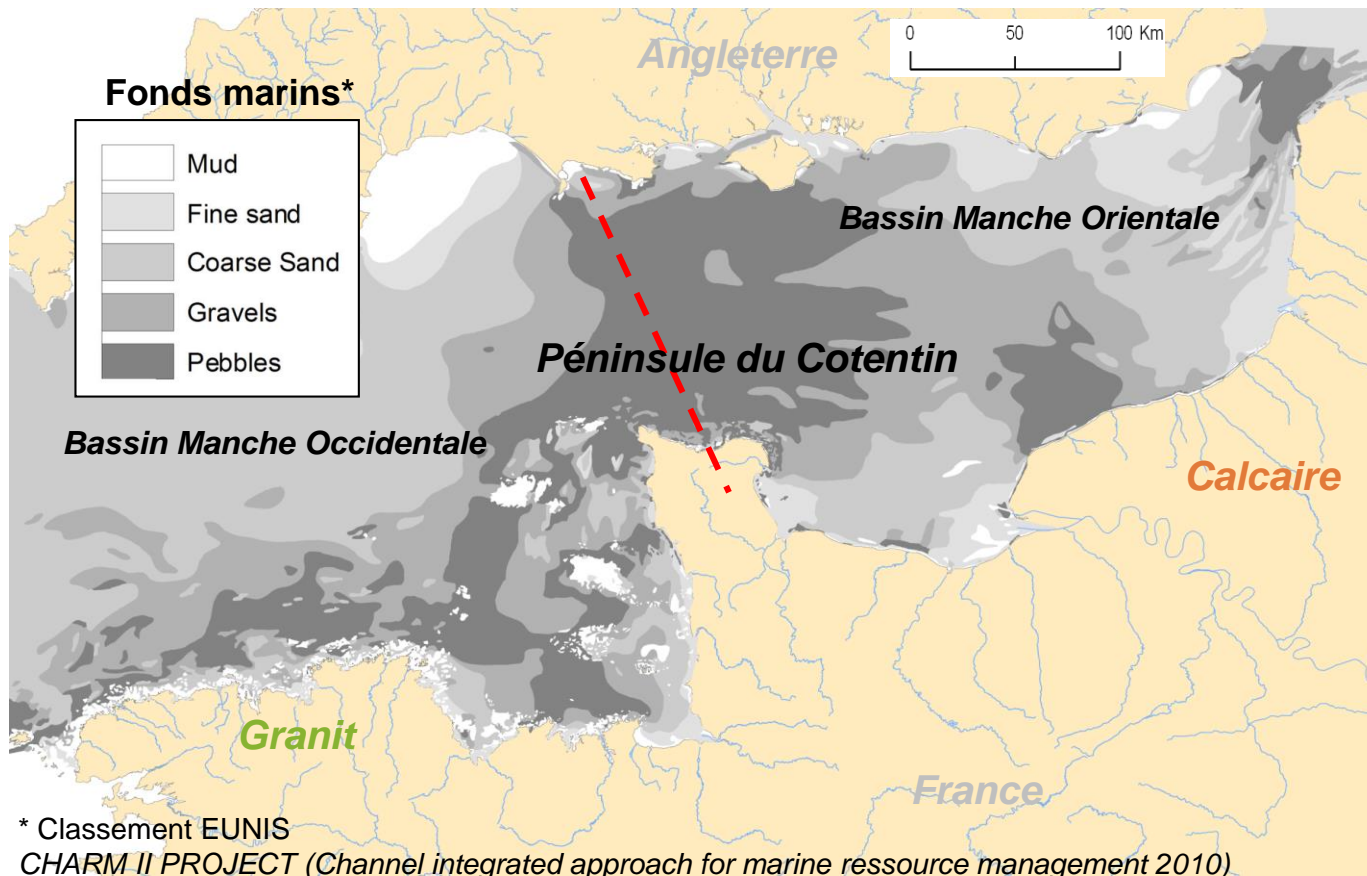 Angleterre
0 50 100 Km
Fonds marins*
Mud
Fine sand
Coarse Sand
Gravels
Pebbles
Bassin Manche Orientale
Péninsule du Cotentin
Bassin Manche Occidentale
Calcaire
Granit
France
* Classement EUNIS
CHARM II PROJECT (Channel integrated approach for marine ressource management 2010)